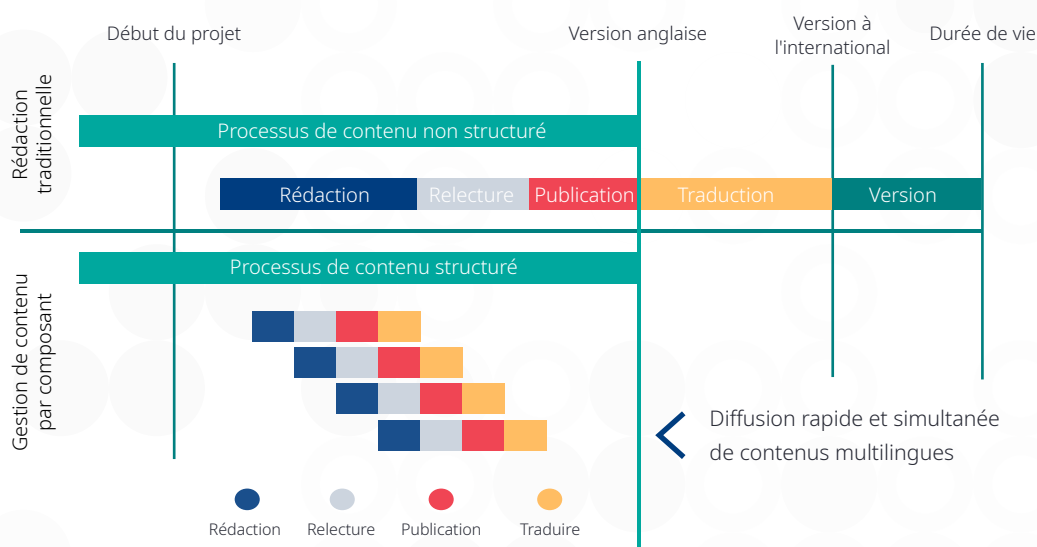 Début du projet
Version anglaise
Version à
l'international
Durée de vie
Rédaction
traditionnelle
Processus de contenu non structuré
Rédaction
Relecture
Publication
Traduction
Version
Gestion de contenu
par composant
Processus de contenu structuré
Diffusion rapide et simultanée
de contenus multilingues
Rédaction
Relecture
Publication
Traduire